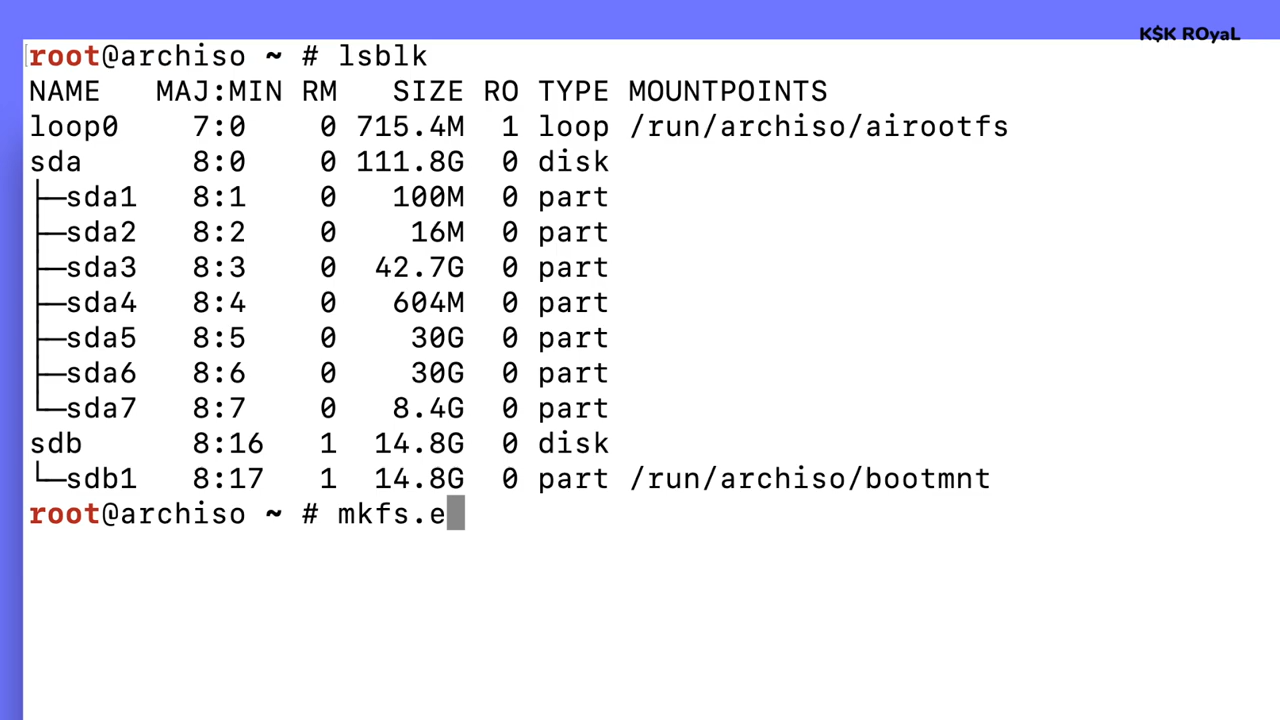 K$K ROyaL
root@archiso ~ # lsblk
NAME   MAJ:MIN RM   SIZE RO TYPE MOUNTPOINTS
loop0    7:0    0 715.4M  1 loop /run/archiso/airootfs
sda      8:0    0 111.8G  0 disk
├─sda1   8:1    0   100M  0 part
├─sda2   8:2    0    16M  0 part
├─sda3   8:3    0  42.7G  0 part
├─sda4   8:4    0   604M  0 part
├─sda5   8:5    0    30G  0 part
├─sda6   8:6    0    30G  0 part
└─sda7   8:7    0   8.4G  0 part
sdb      8:16   1  14.8G  0 disk
└─sdb1   8:17   1  14.8G  0 part /run/archiso/bootmnt
root@archiso ~ # mkfs.e